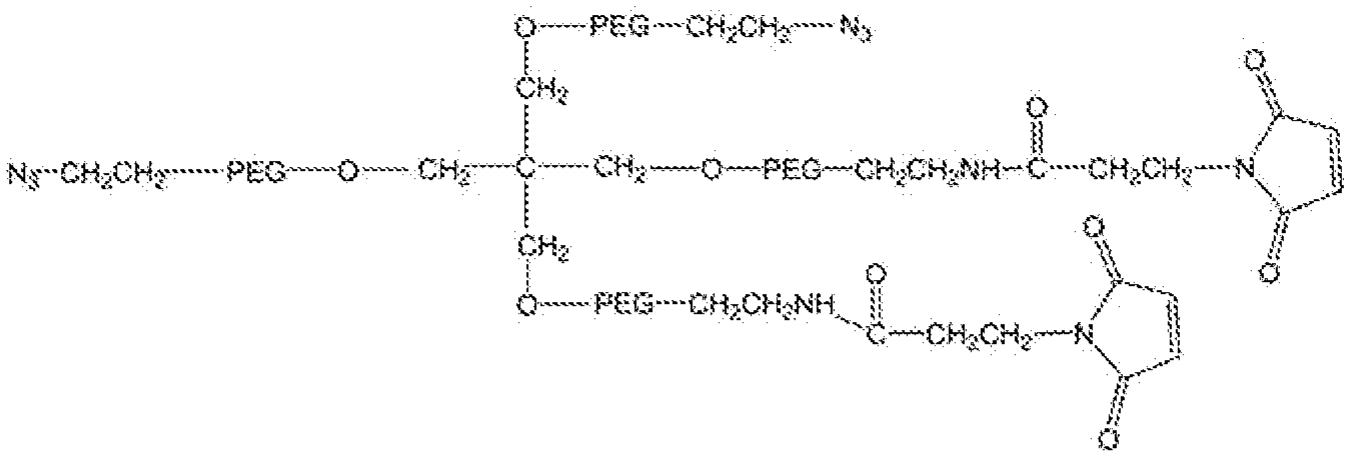 O PEG CH₂CH₂ N₃
CH₂ O
O
N₃ CH₂CH₂ PEG O CH₂ C CH₂ O PEG CH₂CH₂NH C CH₂CH₂ N
CH₂ O O
O
O PEG CH₂CH₂NH C CH₂CH₂ N
O